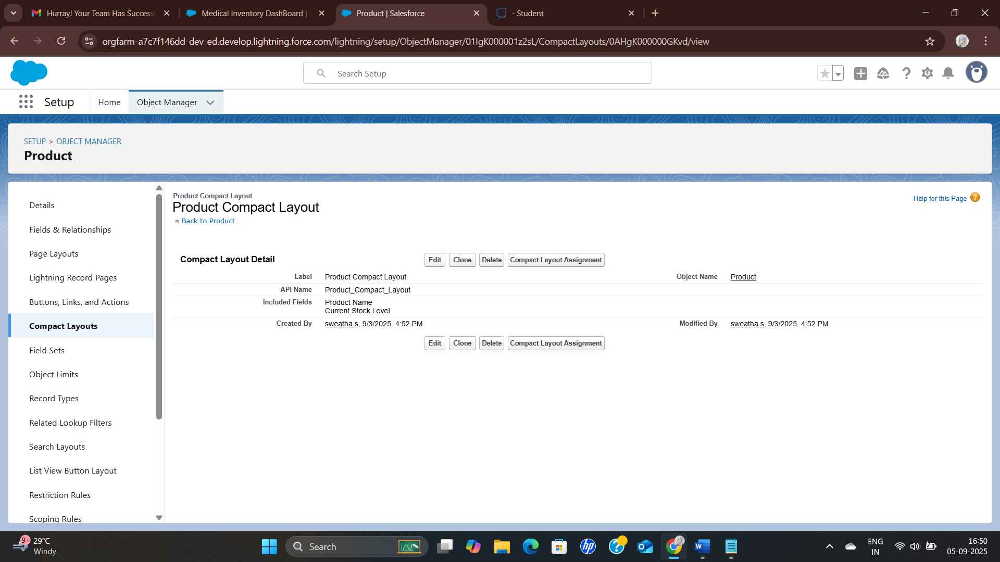 Hurray! Your Team Has Success
Medical Inventory DashBoard |
Product | Salesforce
- Student
orgfarm-a7c7f146dd-dev-ed.develop.lightning.force.com/lightning/setup/ObjectManager/01IgK000001z2sL/CompactLayouts/0AHgK000000GKvd/view
Search Setup
Setup
Home
Object Manager
SETUP > OBJECT MANAGER
Product
Details
Fields & Relationships
Page Layouts
Lightning Record Pages
Buttons, Links, and Actions
Compact Layouts
Field Sets
Object Limits
Record Types
Related Lookup Filters
Search Layouts
List View Button Layout
Restriction Rules
Scoping Rules
Product Compact Layout
Product Compact Layout
« Back to Product
Help for this Page ?
Compact Layout Detail
Edit Clone Delete Compact Layout Assignment
Label Product Compact Layout Object Name Product
API Name Product_Compact_Layout
Included Fields Product Name
Current Stock Level
Created By sweatha s, 9/3/2025, 4:52 PM Modified By sweatha s, 9/3/2025, 4:52 PM
Edit Clone Delete Compact Layout Assignment
9+
29°C
Windy
Search
hp
ENG
IN
16:50
05-09-2025